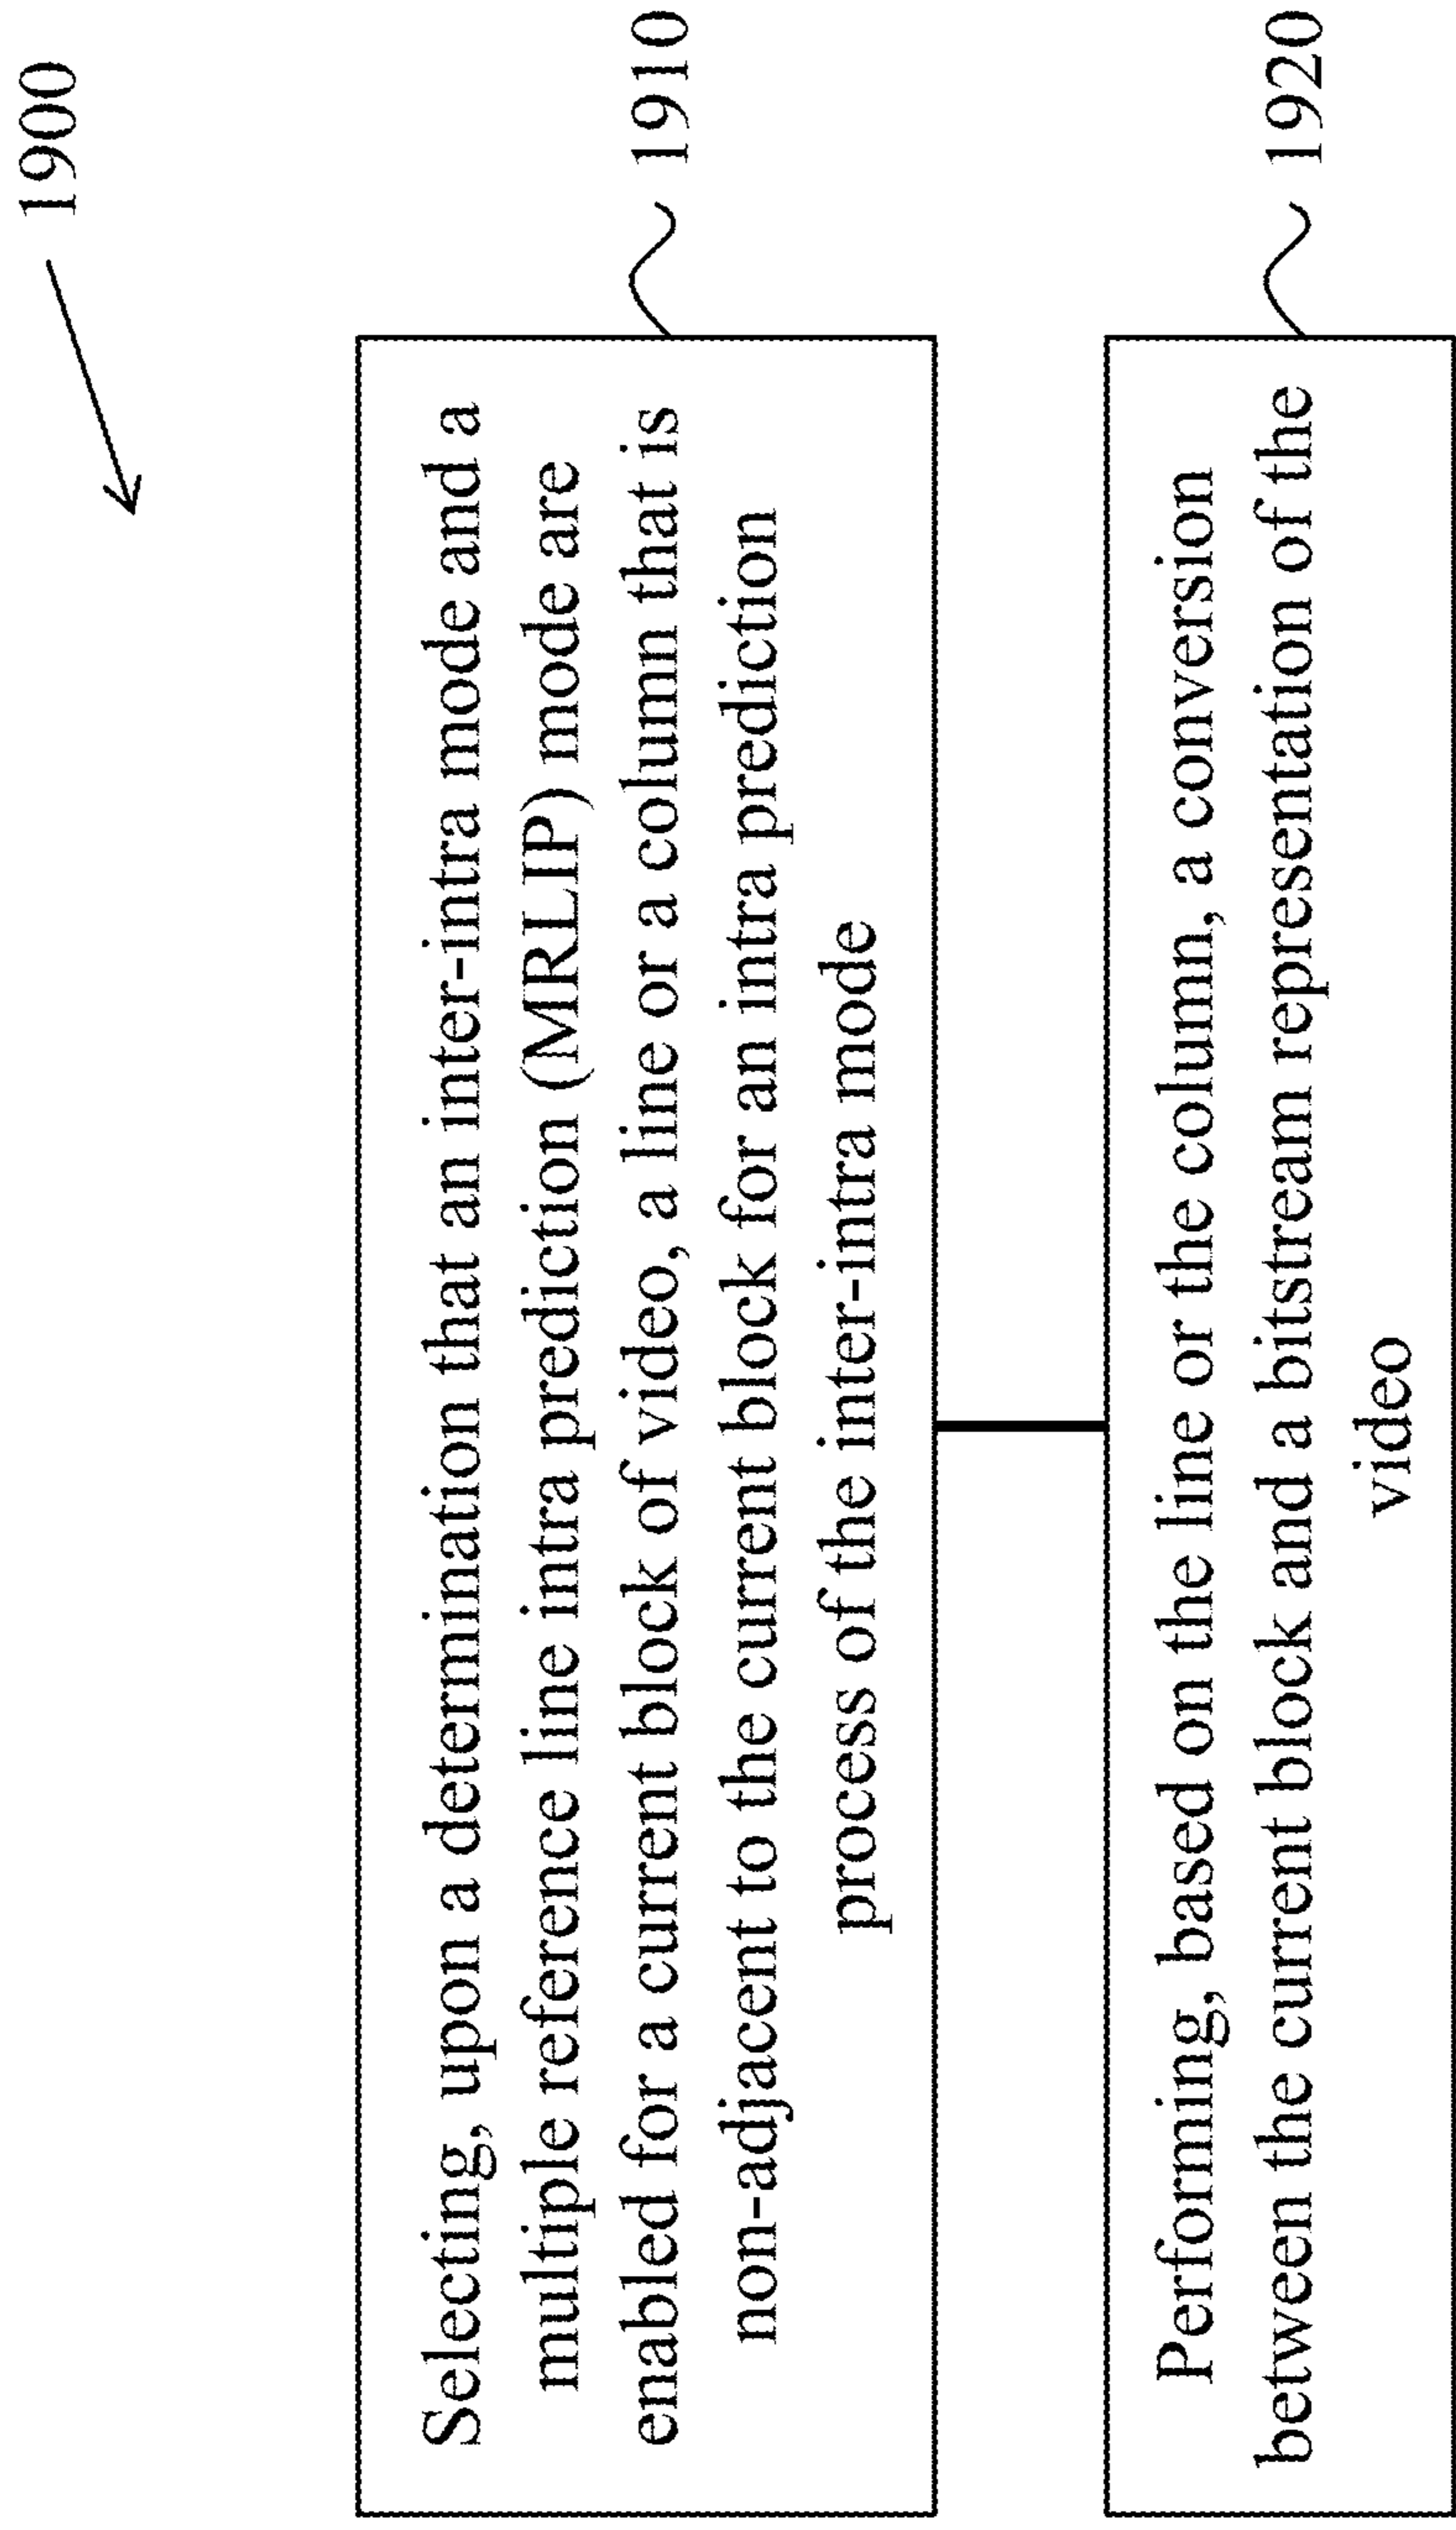 1900
Selecting, upon a determination that an inter-intra mode and a
multiple reference line intra prediction (MRLIP) mode are
enabled for a current block of video, a line or a column that is
non-adjacent to the current block for an intra prediction
process of the inter-intra mode
1910
Performing, based on the line or the column, a conversion
between the current block and a bitstream representation of the
video
1920